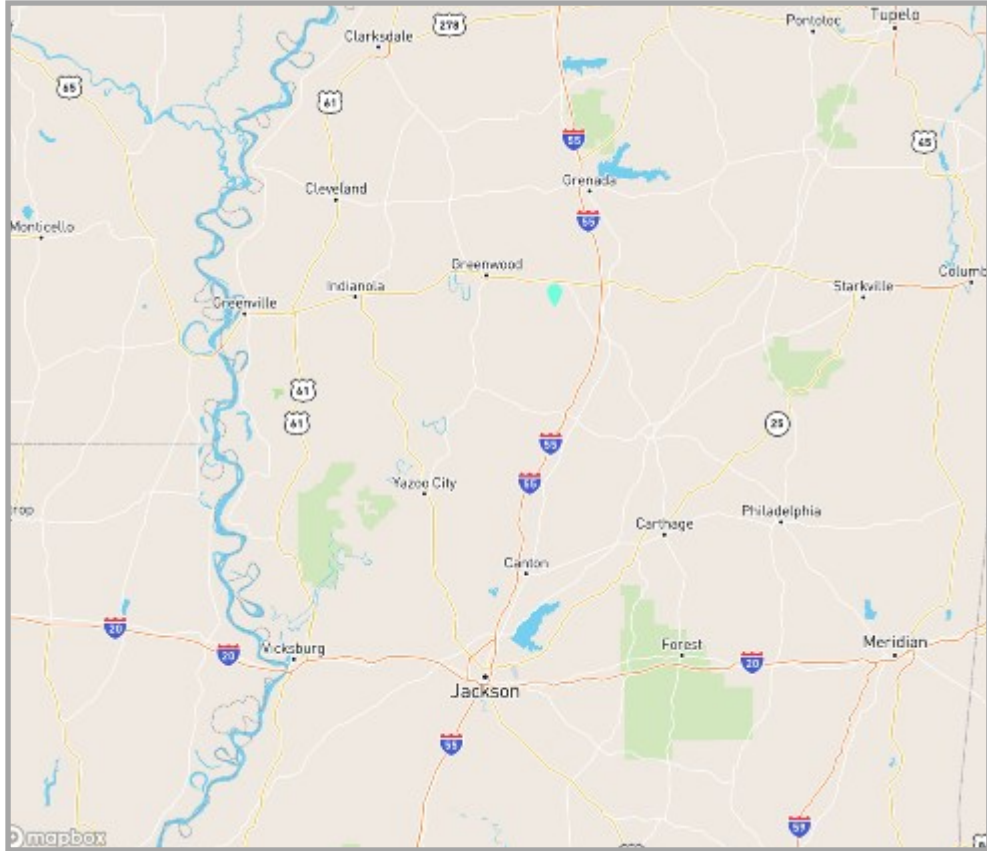 Pontotoc
Tupelo
278
Clarksdale
65
61
45
55
Grenada
Cleveland
55
Monticello
Greenwood
Columb
Indianola
Starkville
Greenville
61
61
25
55
55
Yazoo City
rop
Philadelphia
Carthage
Canton
20
20
Vicksburg
Forest
Meridian
20
Jackson
55
59
mapbox